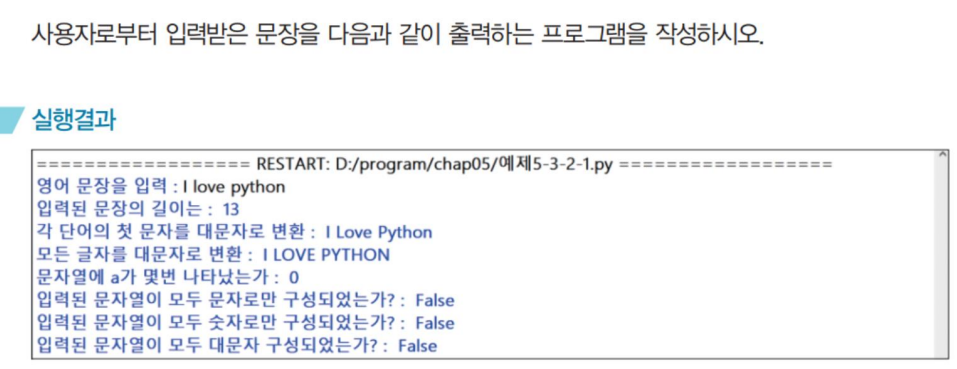 사용자로부터 입력받은 문장을 다음과 같이 출력하는 프로그램을 작성하시오.
실행결과
================== RESTART: D:/program/chap05/예제5-3-2-1.py ==================
영어 문장을 입력 : I love python
입력된 문장의 길이는 : 13
각 단어의 첫 문자를 대문자로 변환 : I Love Python
모든 글자를 대문자로 변환 : I LOVE PYTHON
문자열에 a가 몇번 나타났는가 : 0
입력된 문자열이 모두 문자로만 구성되었는가? : False
입력된 문자열이 모두 숫자로만 구성되었는가? : False
입력된 문자열이 모두 대문자 구성되었는가? : False